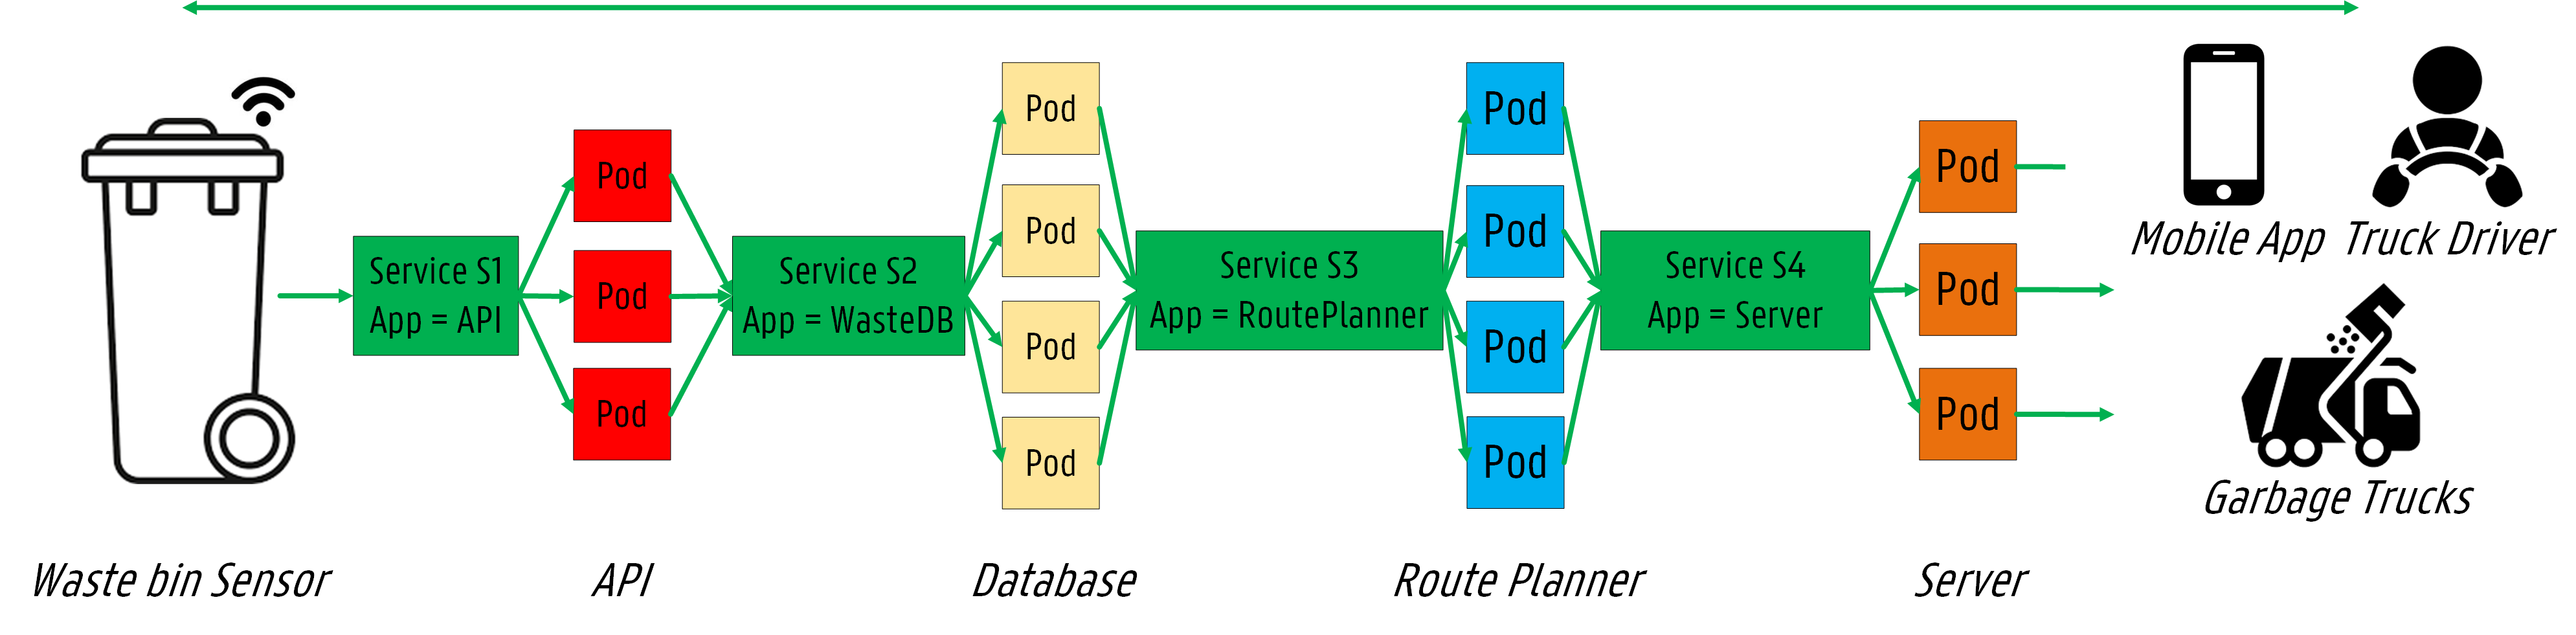 Pod
Pod
Pod
Pod
Pod
Pod
Pod
Pod
Pod
Pod
Pod
Pod
Pod
Pod
Service S1
App = API
Service S2
App = WasteDB
Service S3
App = RoutePlanner
Service S4
App = Server
Mobile App
Truck Driver
Garbage Trucks
Waste bin Sensor
API
Database
Route Planner
Server